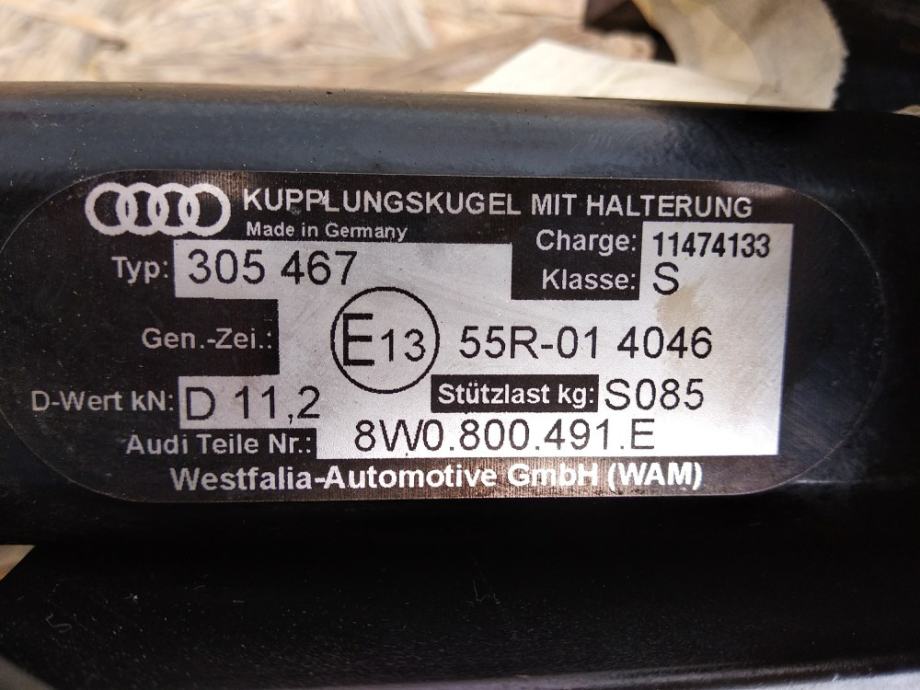 KUPPLUNGSKUGEL MIT HALTERUNG
Made in Germany
Charge: 11474133
Typ: 305 467
Klasse: S
Gen.-Zei.: E13 55R-01 4046
D-Wert kN: D 11,2 Stützlast kg: S085
Audi Teile Nr.: 8W0.800.491.E
Westfalia-Automotive GmbH (WAM)